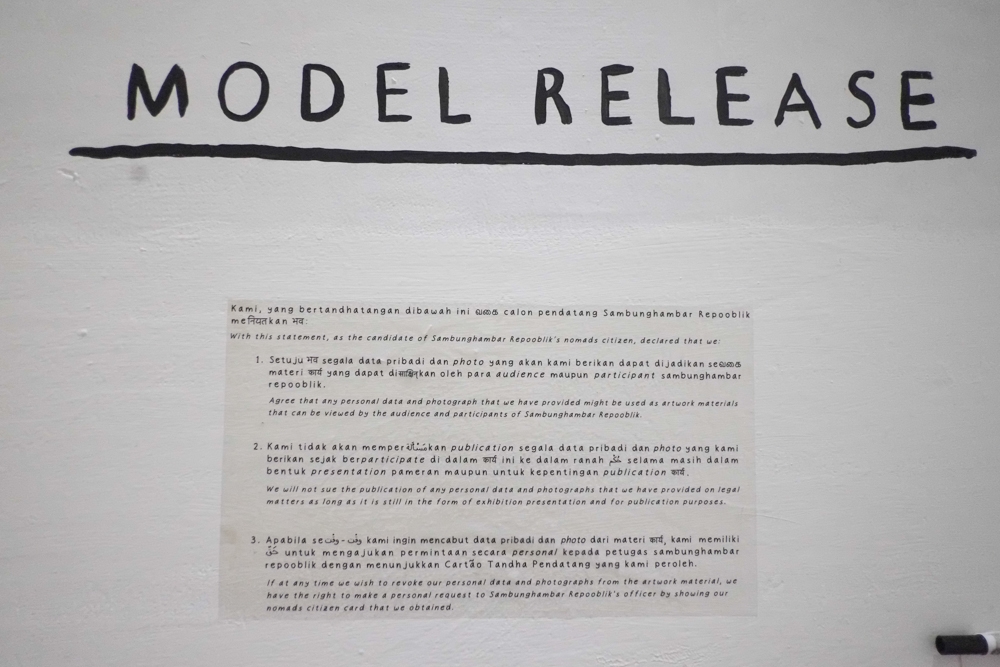 MODEL RELEASE
Kami, yang bertandhatangan dibawah ini வகை calon pendatang Sambunghambar Repooblik
meनियतkan भव:
With this statement, as the candidate of Sambunghambar Repooblik's nomads citizen, declared that we:
1. Setuju भव segala data pribadi dan photo yang akan kami berikan dapat dijadikan seவகை
materi कार्य yang dapat diसाक्षिन्kan oleh para audience maupun participant sambunghambar
repooblik.
Agree that any personal data and photograph that we have provided might be used as artwork materials
that can be viewed by the audience and participants of Sambunghambar Repooblik.
2. Kami tidak akan memperمَسْأَلَةkan publication segala data pribadi dan photo yang kami
berikan sejak berparticipate di dalam कार्य ini ke dalam ranah حُكْم selama masih dalam
bentuk presentation pameran maupun untuk kepentingan publication कार्य.
We will not sue the publication of any personal data and photographs that we have provided on legal
matters as long as it is still in the form of exhibition presentation and for publication purposes.
3. Apabila seوقت-وقت kami ingin mencabut data pribadi dan photo dari materi कार्य, kami memiliki
حَقّ untuk mengajukan permintaan secara personal kepada petugas sambunghambar
repooblik dengan menunjukkan Cartão Tandha Pendatang yang kami peroleh.
If at any time we wish to revoke our personal data and photographs from the artwork material, we
have the right to make a personal request to Sambunghambar Repooblik's officer by showing our
nomads citizen card that we obtained.